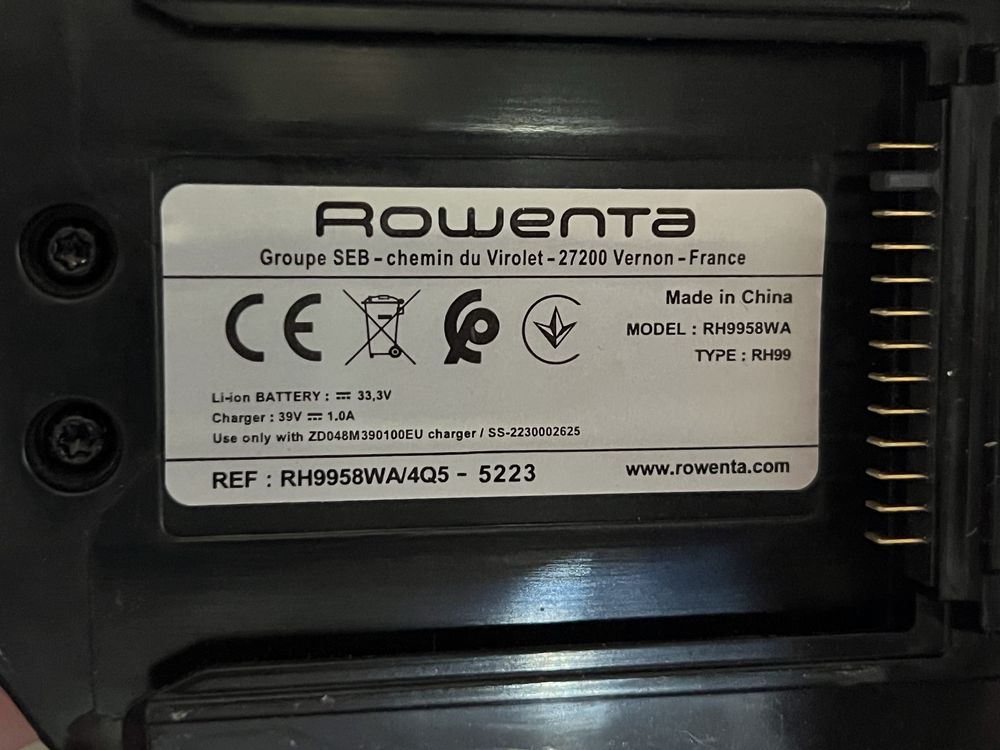 Rowenta
Groupe SEB – chemin du Virolet – 27200 Vernon – France
CE
Made in China
MODEL : RH9958WA
TYPE : RH99
Li-ion BATTERY : ⎓ 33,3V
Charger : 39V ⎓ 1.0A
Use only with ZD048M390100EU charger / SS-2230002625
REF : RH9958WA/4Q5 - 5223
www.rowenta.com